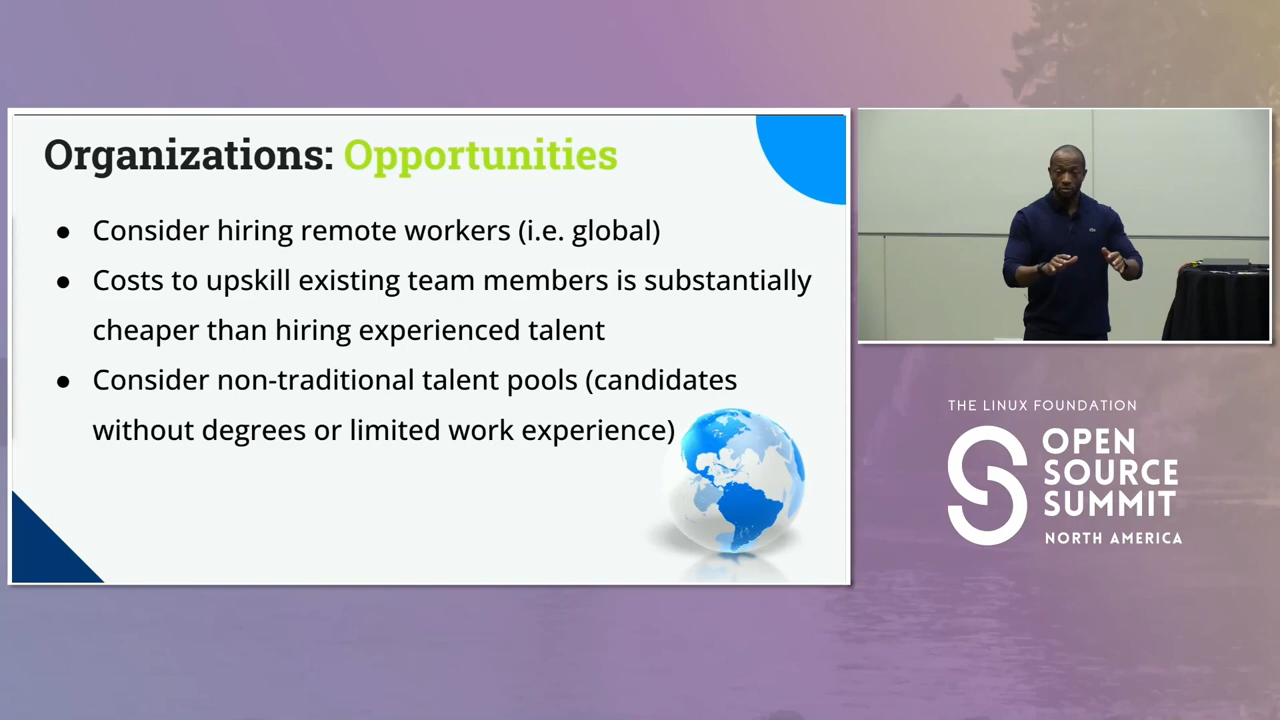 Organizations: Opportunities
● Consider hiring remote workers (i.e. global)
● Costs to upskill existing team members is substantially
cheaper than hiring experienced talent
● Consider non-traditional talent pools (candidates
without degrees or limited work experience)
THE LINUX FOUNDATION
OPEN
SOURCE
SUMMIT
NORTH AMERICA